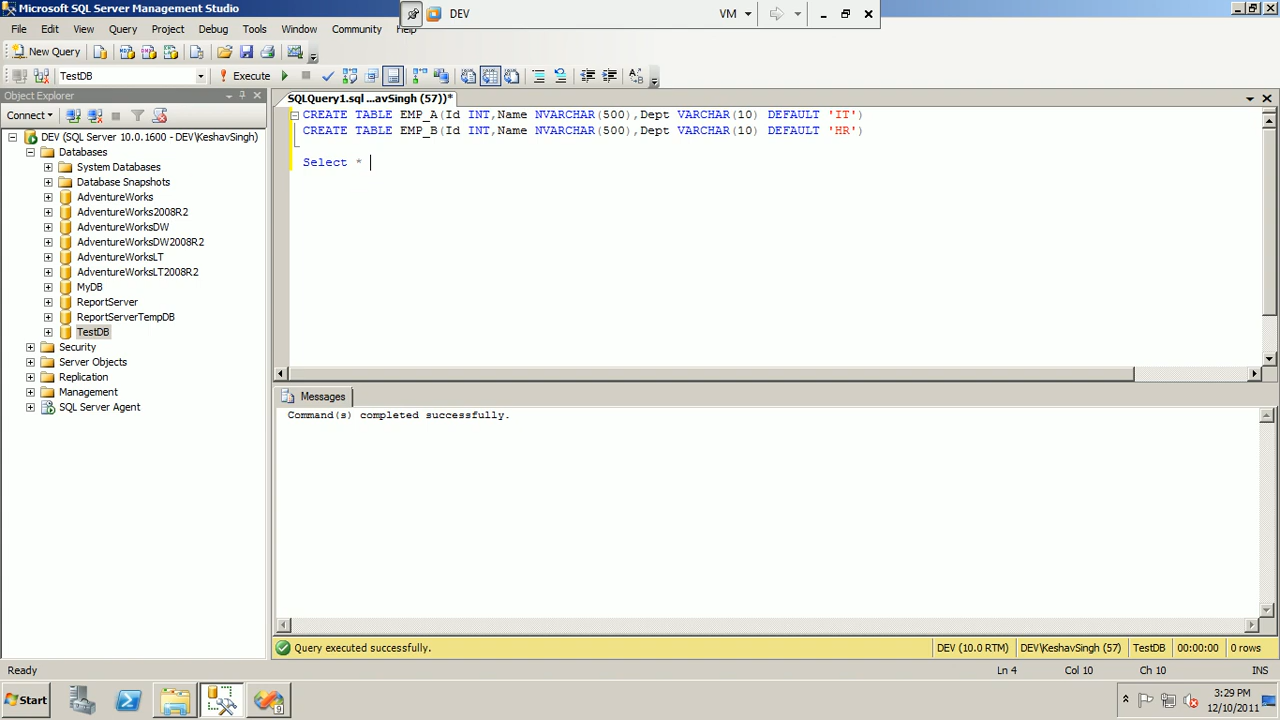 Microsoft SQL Server Management Studio
DEV
VM
File Edit View Query Project Debug Tools Window Community Help
New Query
TestDB
Execute
Object Explorer
SQLQuery1.sql ...avSingh (57))*
Connect
DEV (SQL Server 10.0.1600 - DEV\KeshavSingh)
Databases
System Databases
Database Snapshots
AdventureWorks
AdventureWorks2008R2
AdventureWorksDW
AdventureWorksDW2008R2
AdventureWorksLT
AdventureWorksLT2008R2
MyDB
ReportServer
ReportServerTempDB
TestDB
Security
Server Objects
Replication
Management
SQL Server Agent
CREATE TABLE EMP_A(Id INT,Name NVARCHAR(500),Dept VARCHAR(10) DEFAULT 'IT')
CREATE TABLE EMP_B(Id INT,Name NVARCHAR(500),Dept VARCHAR(10) DEFAULT 'HR')
Select *
Messages
Command(s) completed successfully.
Query executed successfully.
DEV (10.0 RTM) DEV\KeshavSingh (57) TestDB 00:00:00 0 rows
Ready
Ln 4 Col 10 Ch 10 INS
Start
3:29 PM
12/10/2011